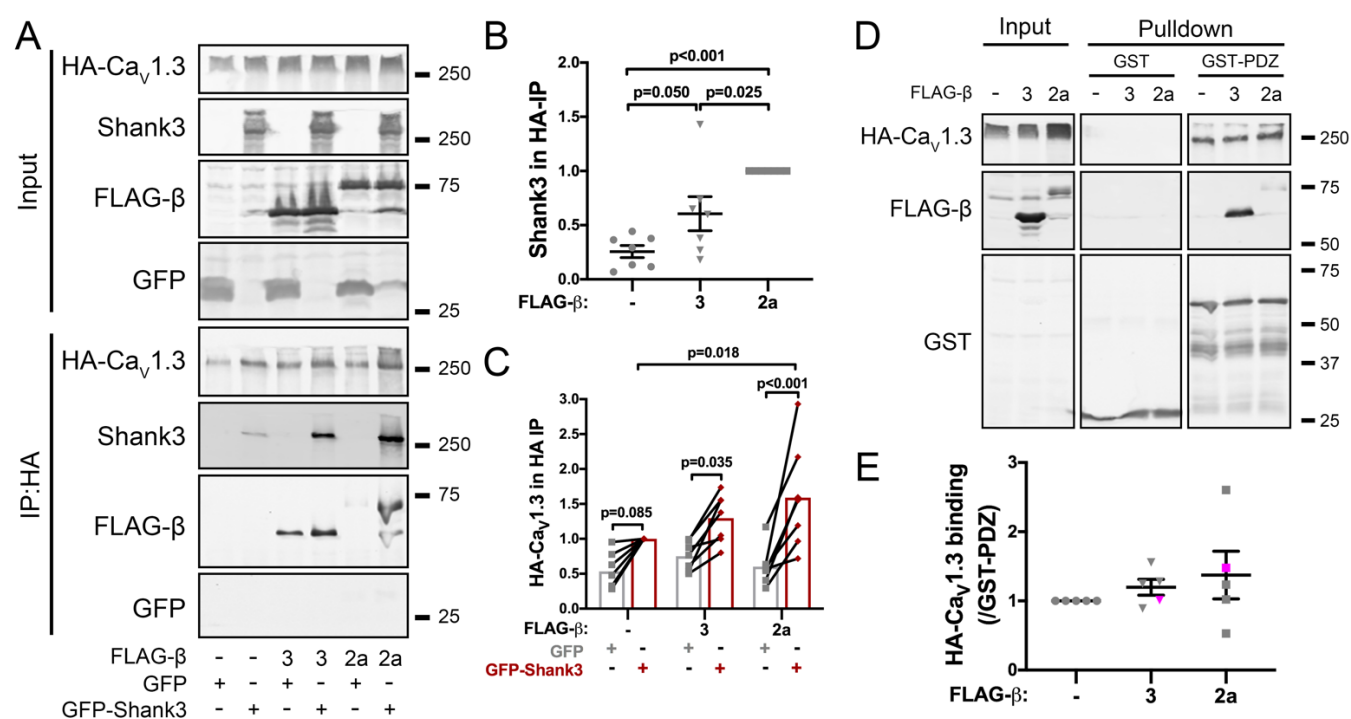 A
Input
HA-CaV1.3
250
Shank3
250
FLAG-β
75
GFP
25
IP:HA
HA-CaV1.3
250
Shank3
250
FLAG-β
75
GFP
25
FLAG-β - - 3 3 2a 2a
GFP + - + - + -
GFP-Shank3 - + - + - +
B
Shank3 in HA-IP
p<0.001
p=0.050 p=0.025
2.0
1.5
1.0
0.5
0.0
FLAG-β: - 3 2a
C
HA-CaV1.3 in HA IP
p=0.018
p<0.001
p=0.035
p=0.085
3.0
2.5
2.0
1.5
1.0
0.5
0.0
FLAG-β: - 3 2a
GFP + - + - + -
GFP-Shank3 - + - + - +
D
Input Pulldown
GST GST-PDZ
FLAG-β - 3 2a - 3 2a - 3 2a
HA-CaV1.3
250
FLAG-β
75
50
GST
75
50
37
25
E
HA-CaV1.3 binding
(/GST-PDZ)
3
2
1
0
FLAG-β: - 3 2a